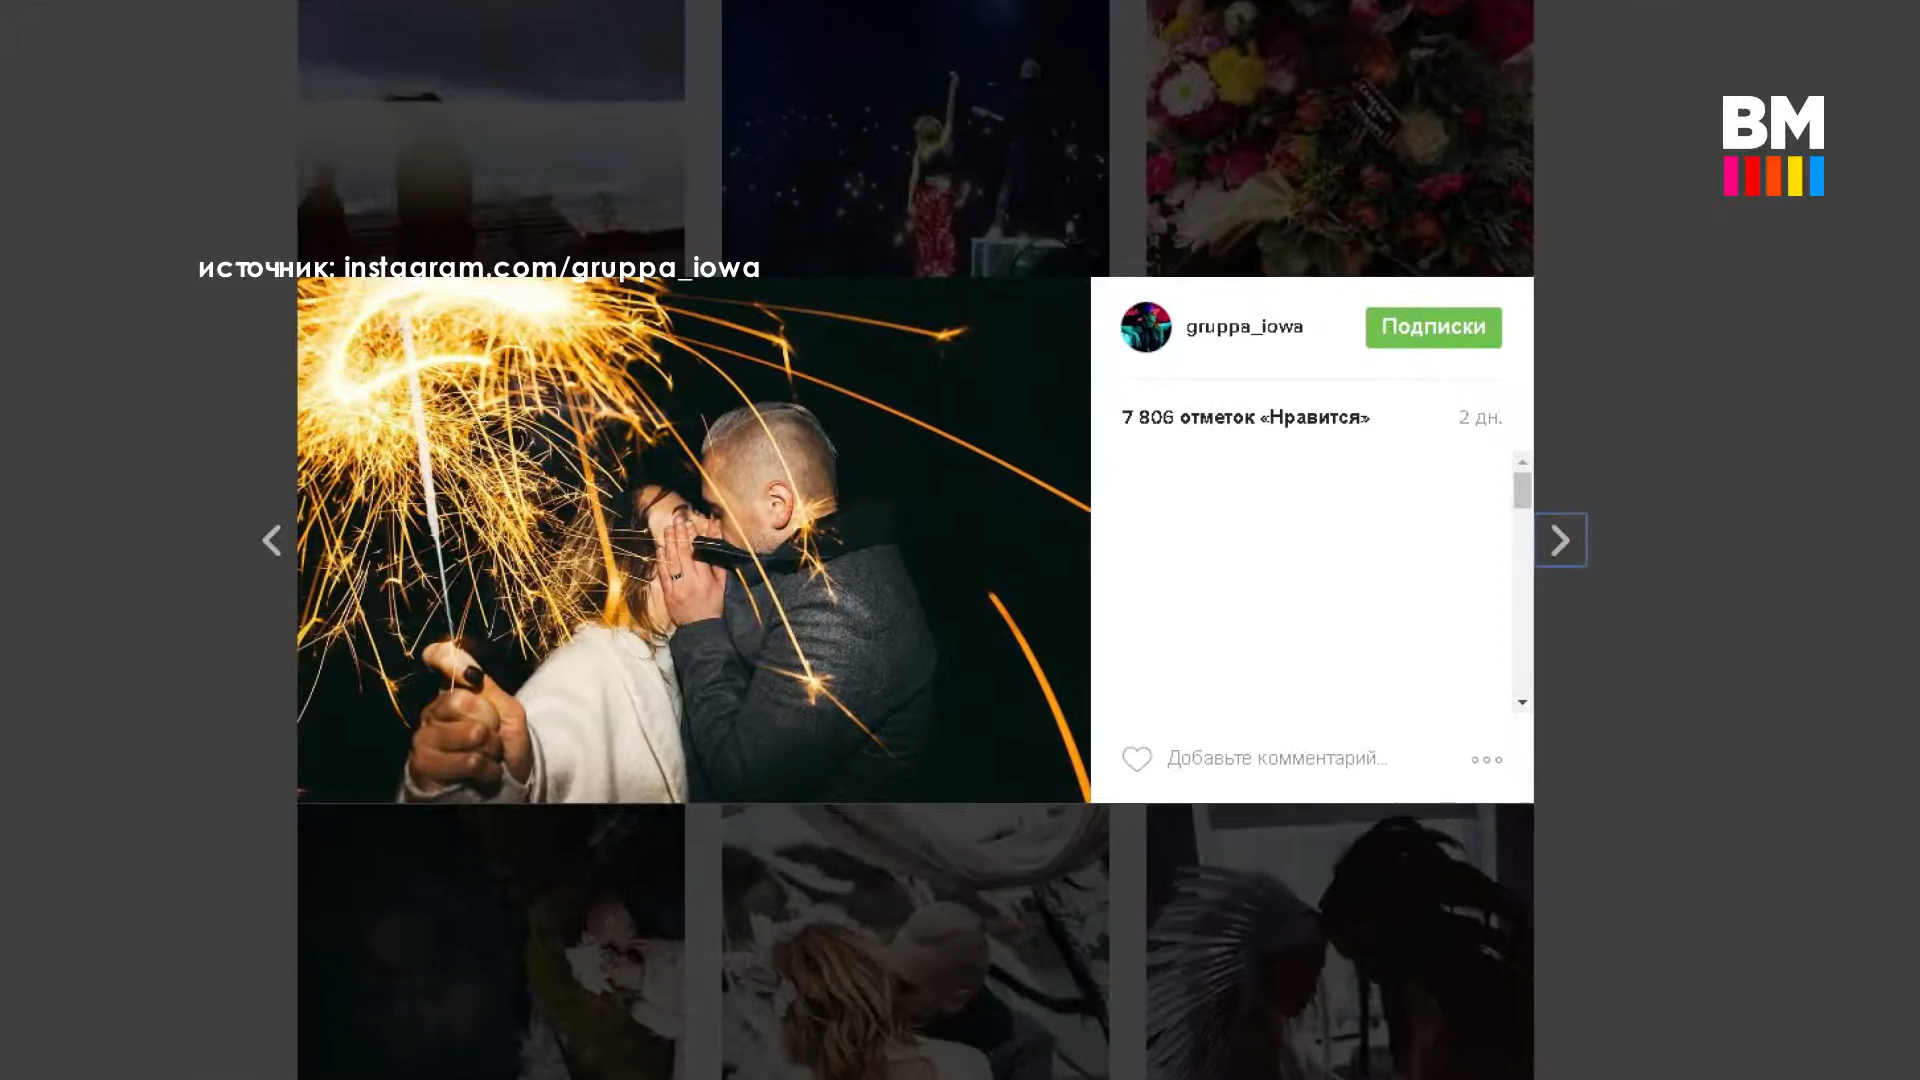 BM
источник: instagram.com/gruppa_iowa
gruppa_iowa
Подписки
7 806 отметок «Нравится»
2 дн.
Добавьте комментарий...